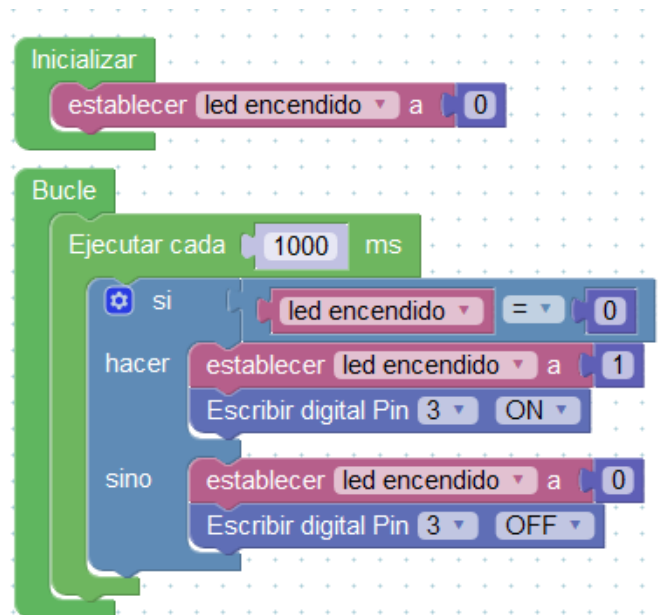 Inicializar
establecer led encendido a 0
Bucle
Ejecutar cada 1000 ms
si led encendido = 0
hacer establecer led encendido a 1
Escribir digital Pin 3 ON
sino establecer led encendido a 0
Escribir digital Pin 3 OFF